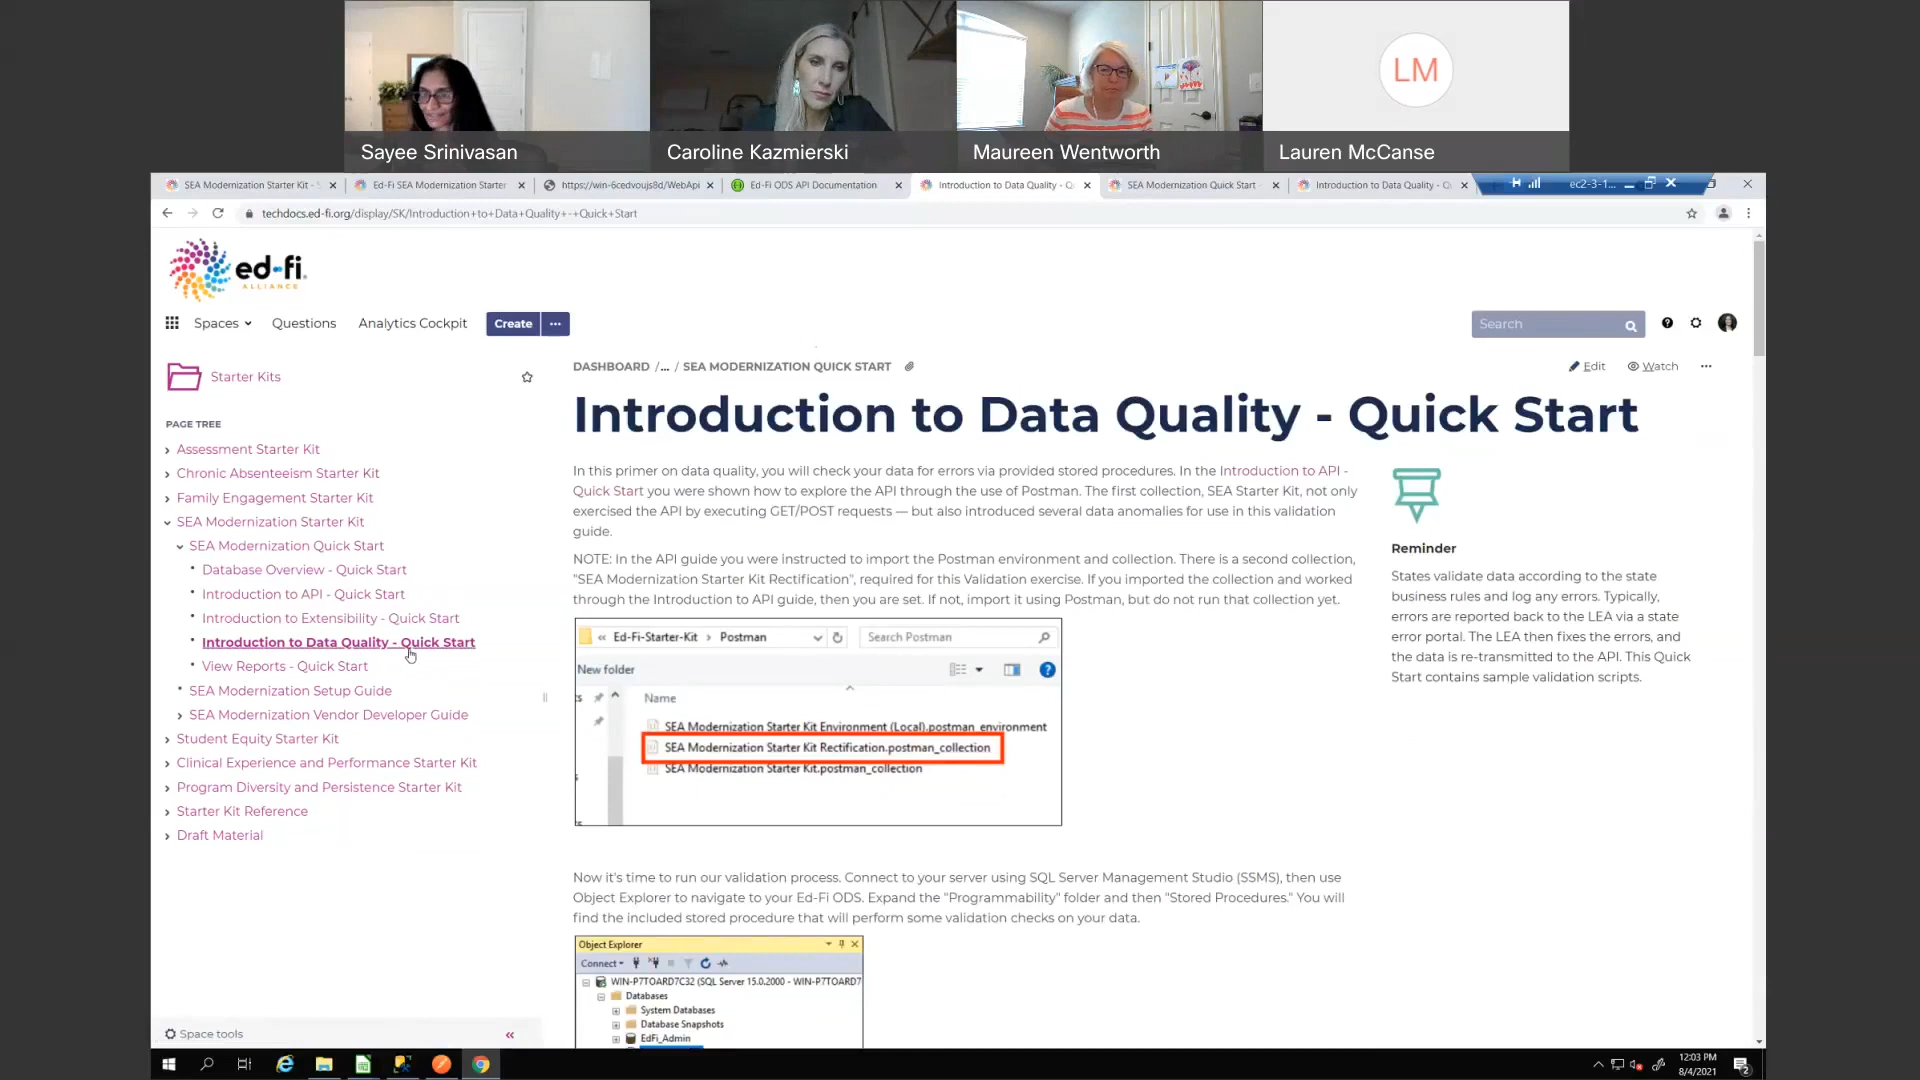 Sayee Srinivasan
Caroline Kazmierski
Maureen Wentworth
LM
Lauren McCanse
SEA Modernization Starter Kit -
Ed-Fi SEA Modernization Starter
https://win-6cedvoujs8d/WebApi
Ed-Fi ODS API Documentation
Introduction to Data Quality - Q
SEA Modernization Quick Start -
Introduction to Data Quality - Q
ec2-3-1...
techdocs.ed-fi.org/display/SK/Introduction+to+Data+Quality+-+Quick+Start
ed-fi
ALLIANCE
Spaces
Questions
Analytics Cockpit
Create
Search
Starter Kits
PAGE TREE
Assessment Starter Kit
Chronic Absenteeism Starter Kit
Family Engagement Starter Kit
SEA Modernization Starter Kit
SEA Modernization Quick Start
Database Overview - Quick Start
Introduction to API - Quick Start
Introduction to Extensibility - Quick Start
Introduction to Data Quality - Quick Start
View Reports - Quick Start
SEA Modernization Setup Guide
SEA Modernization Vendor Developer Guide
Student Equity Starter Kit
Clinical Experience and Performance Starter Kit
Program Diversity and Persistence Starter Kit
Starter Kit Reference
Draft Material
Space tools
DASHBOARD /... / SEA MODERNIZATION QUICK START
Edit
Watch
Introduction to Data Quality - Quick Start
In this primer on data quality, you will check your data for errors via provided stored procedures. In the Introduction to API -
Quick Start you were shown how to explore the API through the use of Postman. The first collection, SEA Starter Kit, not only
exercised the API by executing GET/POST requests — but also introduced several data anomalies for use in this validation
guide.
NOTE: In the API guide you were instructed to import the Postman environment and collection. There is a second collection,
"SEA Modernization Starter Kit Rectification", required for this Validation exercise. If you imported the collection and worked
through the Introduction to API guide, then you are set. If not, import it using Postman, but do not run that collection yet.
« Ed-Fi-Starter-Kit › Postman
Search Postman
New folder
Name
SEA Modernization Starter Kit Environment (Local).postman_environment
SEA Modernization Starter Kit Rectification.postman_collection
SEA Modernization Starter Kit.postman_collection
Now it's time to run our validation process. Connect to your server using SQL Server Management Studio (SSMS), then use
Object Explorer to navigate to your Ed-Fi ODS. Expand the "Programmability" folder and then "Stored Procedures." You will
find the included stored procedure that will perform some validation checks on your data.
Object Explorer
Connect
WIN-P7TOARD7C32 (SQL Server 15.0.2000 - WIN-P7TOARD7
Databases
System Databases
Database Snapshots
EdFi_Admin
Reminder
States validate data according to the state
business rules and log any errors. Typically,
errors are reported back to the LEA via a state
error portal. The LEA then fixes the errors, and
the data is re-transmitted to the API. This Quick
Start contains sample validation scripts.
12:03 PM
8/4/2021
2